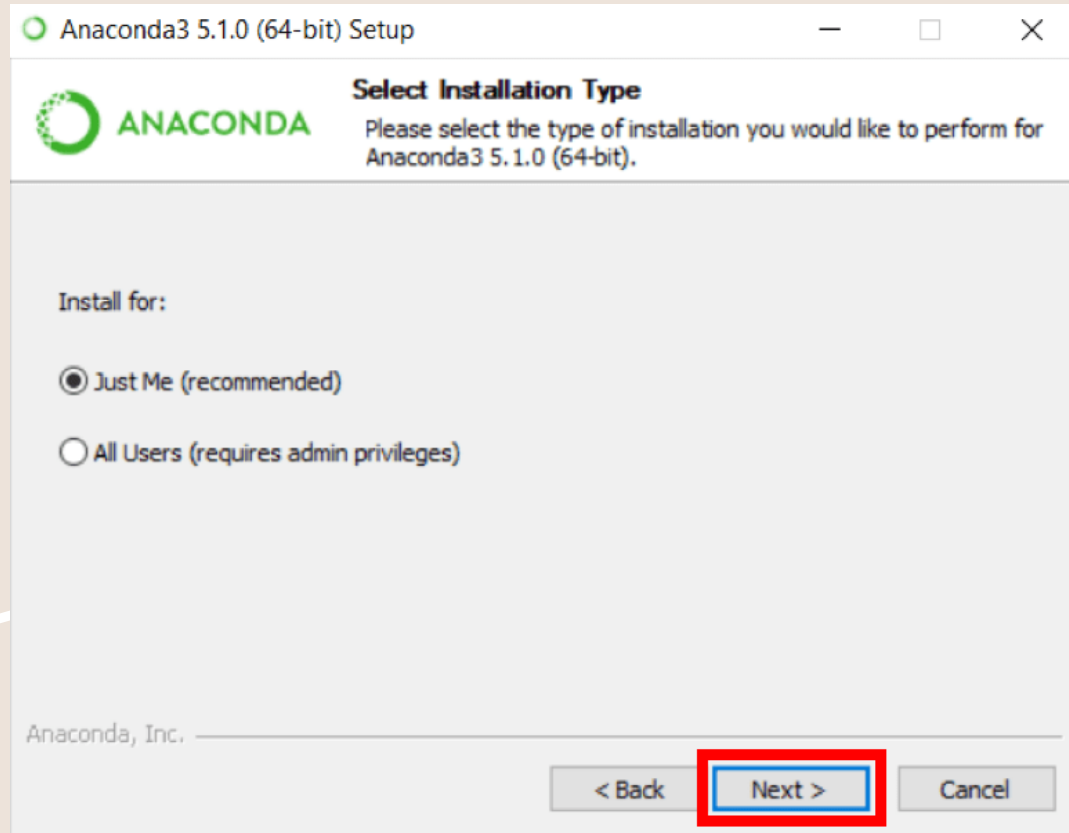 Anaconda3 5.1.0 (64-bit) Setup
ANACONDA
Select Installation Type
Please select the type of installation you would like to perform for
Anaconda3 5.1.0 (64-bit).
Install for:
Just Me (recommended)
All Users (requires admin privileges)
Anaconda, Inc.
< Back
Next >
Cancel